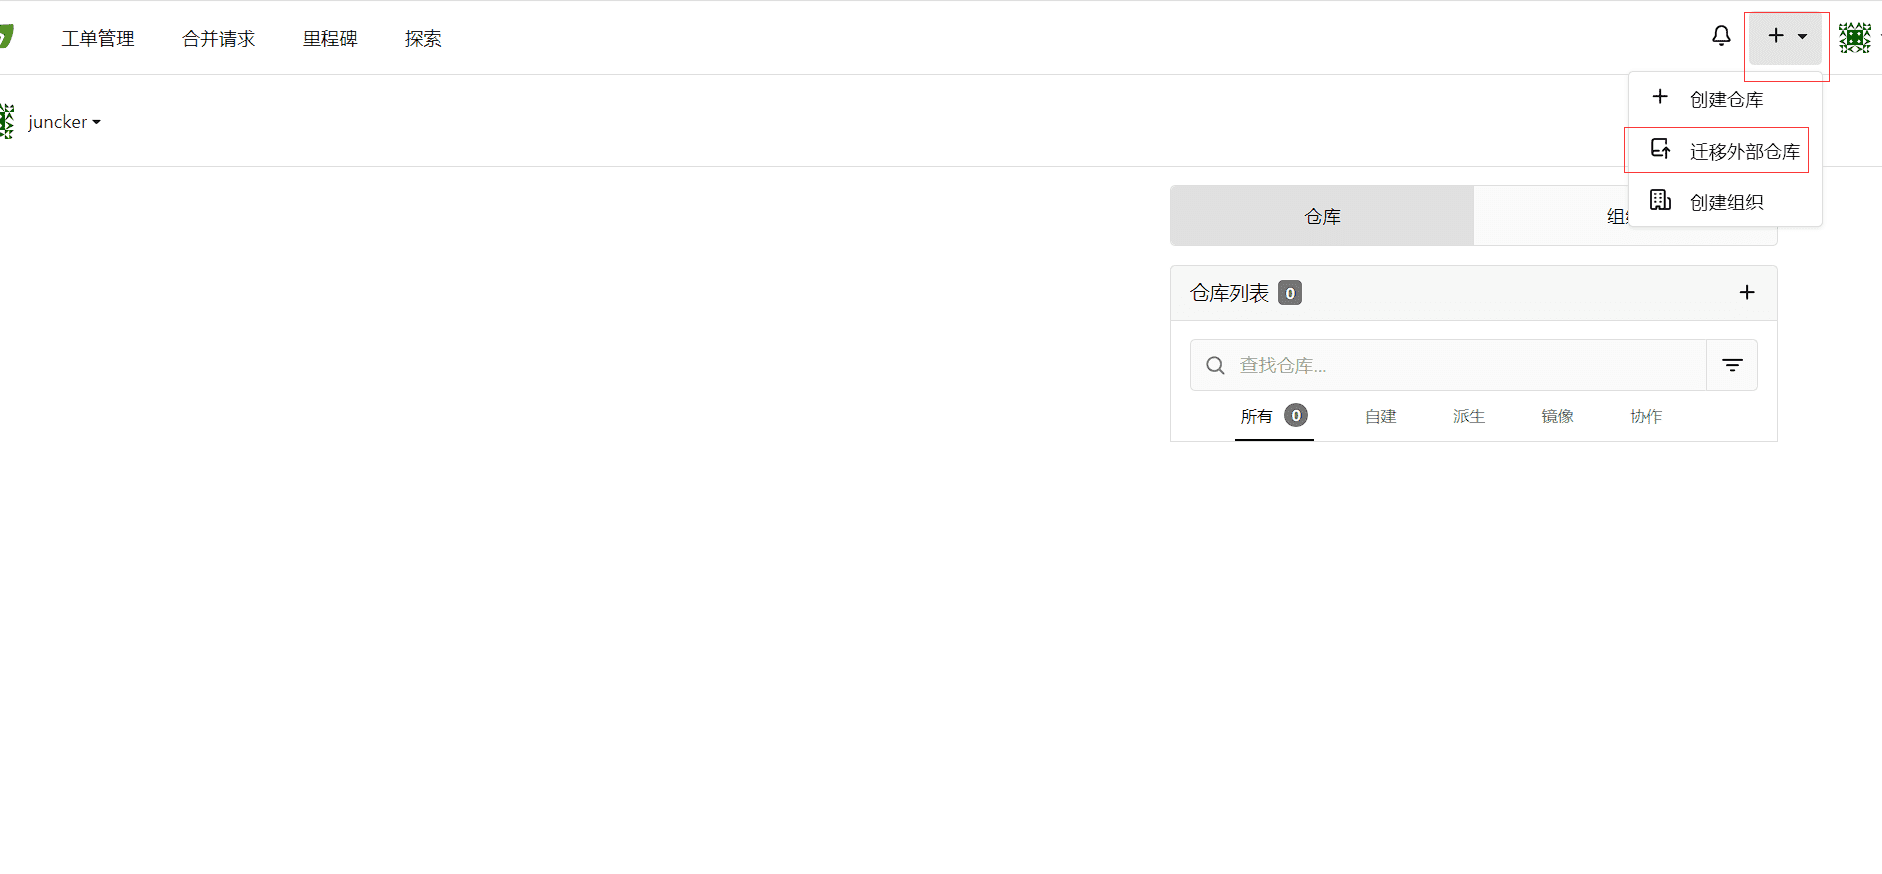 工单管理 合并请求 里程碑 探索
juncker
创建仓库
迁移外部仓库
创建组织
仓库
仓库列表 0
查找仓库...
所有 0 自建 派生 镜像 协作